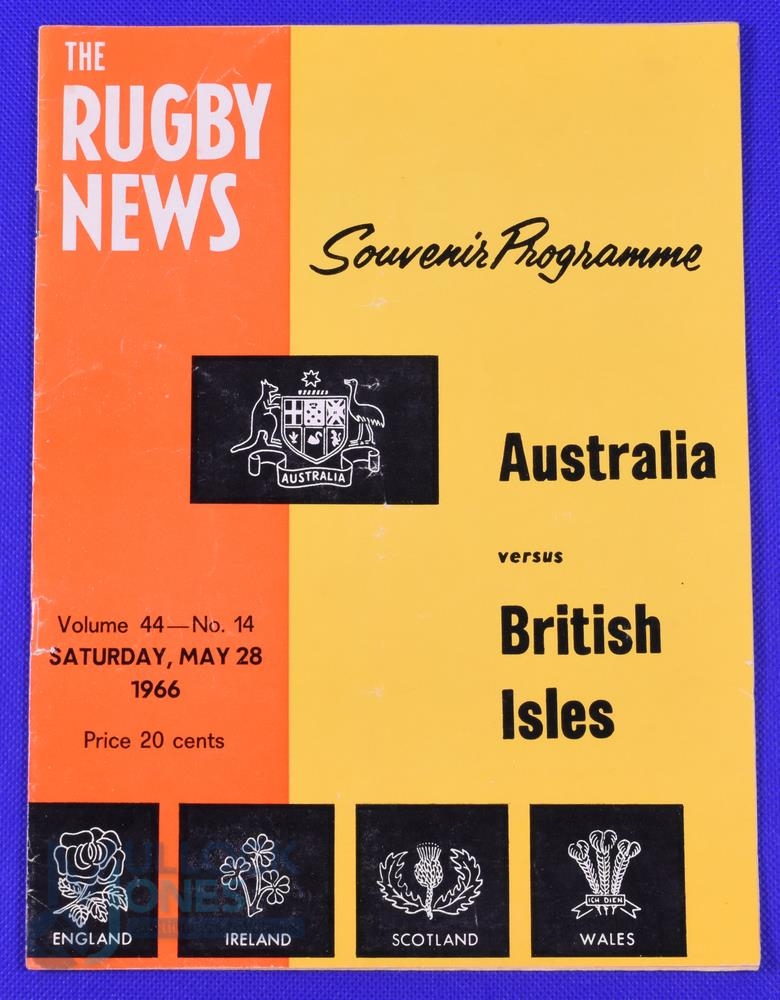 THE
RUGBY
NEWS
Souvenir Programme
AUSTRALIA
Australia
versus
British
Isles
Volume 44—No. 14
SATURDAY, MAY 28
1966
Price 20 cents
ICH DIEN
ENGLAND
IRELAND
SCOTLAND
WALES